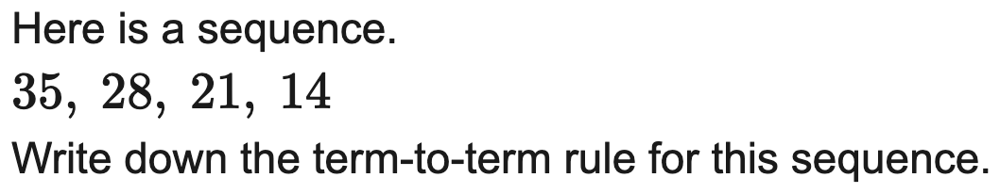 Here is a sequence.
35, 28, 21, 14
Write down the term-to-term rule for this sequence.